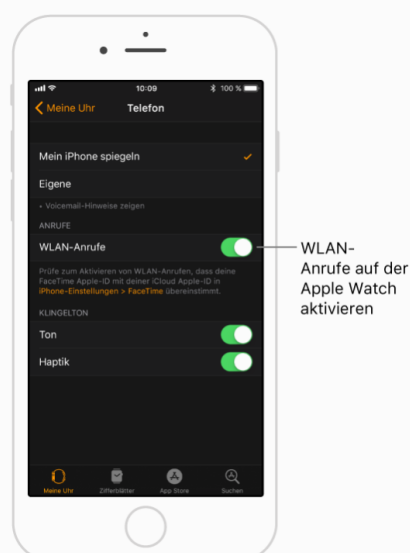 10:09
100 %
Meine Uhr
Telefon
Mein iPhone spiegeln
Eigene
• Voicemail-Hinweise zeigen
ANRUFE
WLAN-Anrufe
Prüfe zum Aktivieren von WLAN-Anrufen, dass deine
FaceTime Apple-ID mit deiner iCloud Apple-ID in
iPhone-Einstellungen > FaceTime übereinstimmt.
KLINGELTON
Ton
Haptik
Meine Uhr
Zifferblätter
App Store
Suchen
WLAN-
Anrufe auf der
Apple Watch
aktivieren